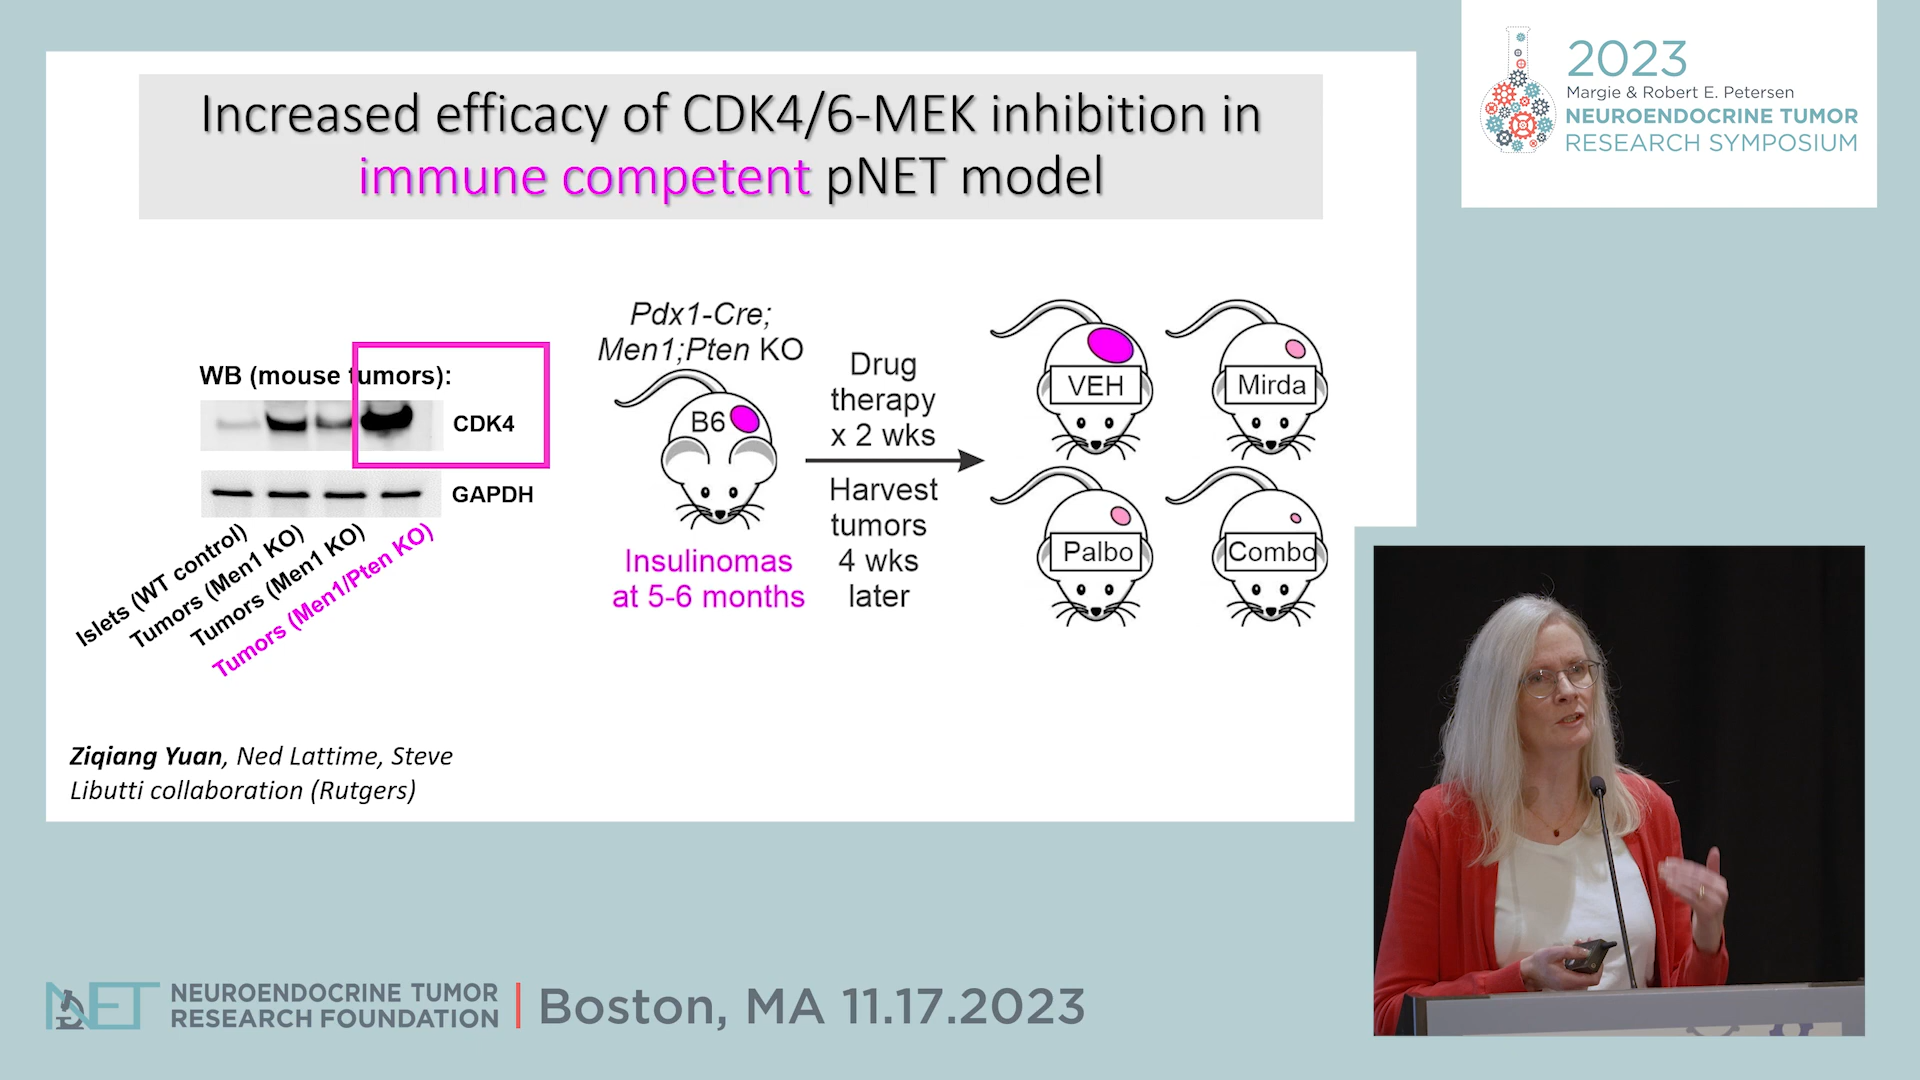 Increased efficacy of CDK4/6-MEK inhibition in
immune competent pNET model
2023
Margie & Robert E. Petersen
NEUROENDOCRINE TUMOR
RESEARCH SYMPOSIUM
WB (mouse tumors):
CDK4
GAPDH
Islets (WT control)
Tumors (Men1 KO)
Tumors (Men1 KO)
Tumors (Men1/Pten KO)
Pdx1-Cre;
Men1;Pten KO
B6
Insulinomas
at 5-6 months
Drug
therapy
x 2 wks
Harvest
tumors
4 wks
later
VEH
Mirda
Palbo
Combo
Ziqiang Yuan, Ned Lattime, Steve
Libutti collaboration (Rutgers)
NET
NEUROENDOCRINE TUMOR
RESEARCH FOUNDATION
Boston, MA 11.17.2023